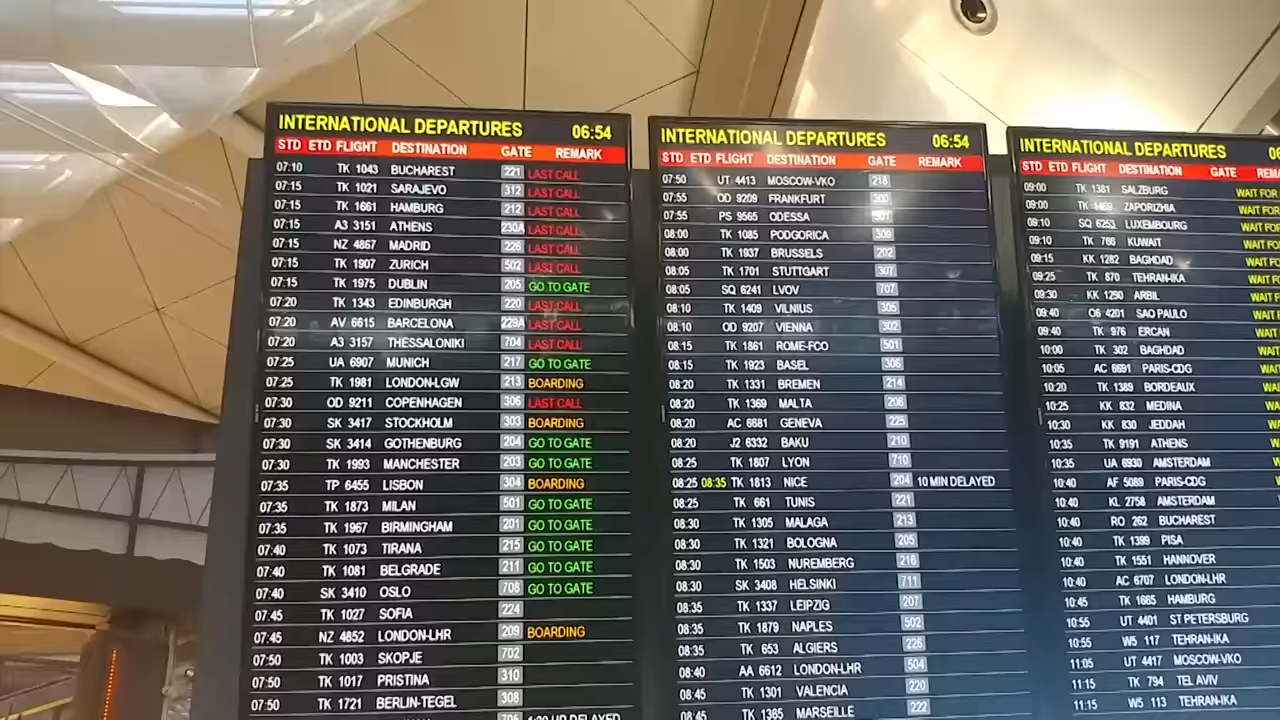 INTERNATIONAL DEPARTURES 06:54
STD ETD FLIGHT DESTINATION GATE REMARK
07:10 TK 1043 BUCHAREST 221 LAST CALL
07:15 TK 1021 SARAJEVO 312 LAST CALL
07:15 TK 1661 HAMBURG 212 LAST CALL
07:15 A3 3151 ATHENS 230A LAST CALL
07:15 NZ 4867 MADRID 226 LAST CALL
07:15 TK 1907 ZURICH 502 LAST CALL
07:15 TK 1975 DUBLIN 205 GO TO GATE
07:20 TK 1343 EDINBURGH 220 LAST CALL
07:20 AV 6615 BARCELONA 229A LAST CALL
07:20 A3 3157 THESSALONIKI 704 LAST CALL
07:25 UA 6907 MUNICH 217 GO TO GATE
07:25 TK 1981 LONDON-LGW 213 BOARDING
07:30 OD 9211 COPENHAGEN 306 LAST CALL
07:30 SK 3417 STOCKHOLM 303 BOARDING
07:30 SK 3414 GOTHENBURG 204 GO TO GATE
07:30 TK 1993 MANCHESTER 203 GO TO GATE
07:35 TP 6455 LISBON 304 BOARDING
07:35 TK 1873 MILAN 501 GO TO GATE
07:35 TK 1967 BIRMINGHAM 201 GO TO GATE
07:40 TK 1073 TIRANA 215 GO TO GATE
07:40 TK 1081 BELGRADE 211 GO TO GATE
07:40 SK 3410 OSLO 708 GO TO GATE
07:45 TK 1027 SOFIA 224
07:45 NZ 4852 LONDON-LHR 209 BOARDING
07:50 TK 1003 SKOPJE 702
07:50 TK 1017 PRISTINA 310
07:50 TK 1721 BERLIN-TEGEL 308
INTERNATIONAL DEPARTURES 06:54
STD ETD FLIGHT DESTINATION GATE REMARK
07:50 UT 4413 MOSCOW-VKO 218
07:55 OD 9209 FRANKFURT 300
07:55 PS 9565 ODESSA 301
08:00 TK 1085 PODGORICA 309
08:00 TK 1937 BRUSSELS 202
08:05 TK 1701 STUTTGART 307
08:05 SQ 6241 LVOV 707
08:10 TK 1409 VILNIUS 305
08:10 OD 9207 VIENNA 302
08:15 TK 1861 ROME-FCO 501
08:15 TK 1923 BASEL 306
08:20 TK 1331 BREMEN 214
08:20 TK 1369 MALTA 206
08:20 AC 6681 GENEVA 225
08:20 J2 6332 BAKU 210
08:25 TK 1807 LYON 710
08:25 08:35 TK 1813 NICE 204 10 MIN DELAYED
08:25 TK 661 TUNIS 221
08:30 TK 1305 MALAGA 213
08:30 TK 1321 BOLOGNA 205
08:30 TK 1503 NUREMBERG 216
08:30 SK 3408 HELSINKI 711
08:35 TK 1337 LEIPZIG 207
08:35 TK 1879 NAPLES 502
08:35 TK 653 ALGIERS 226
08:40 AA 6612 LONDON-LHR 504
08:45 TK 1301 VALENCIA 220
08:45 TK 1365 MARSEILLE 222
INTERNATIONAL DEPARTURES
STD ETD FLIGHT DESTINATION GATE
09:00 TK 1381 SALZBURG WAIT FOR
09:00 TK 1469 ZAPORIZHIA WAIT FOR
09:10 SQ 6253 LUXEMBOURG WAIT FOR
09:10 TK 766 KUWAIT WAIT
09:15 KK 1282 BAGHDAD WAIT
09:25 TK 870 TEHRAN-IKA WAIT
09:30 KK 1290 ARBIL WAIT
09:40 O6 4201 SAO PAULO WAIT
09:40 TK 976 ERCAN WAIT
10:00 TK 302 BAGHDAD
10:05 AC 6691 PARIS-CDG
10:20 TK 1389 BORDEAUX
10:25 KK 832 MEDINA
10:30 KK 830 JEDDAH
10:35 TK 9191 ATHENS
10:35 UA 6930 AMSTERDAM
10:40 AF 5089 PARIS-CDG
10:40 KL 2758 AMSTERDAM
10:40 RO 262 BUCHAREST
10:40 TK 1399 PISA
10:40 TK 1551 HANNOVER
10:40 AC 6707 LONDON-LHR
10:45 TK 1665 HAMBURG
10:55 UT 4401 ST PETERSBURG
10:55 W5 117 TEHRAN-IKA
11:05 UT 4417 MOSCOW-VKO
11:15 TK 794 TEL AVIV
11:15 W5 113 TEHRAN-IKA